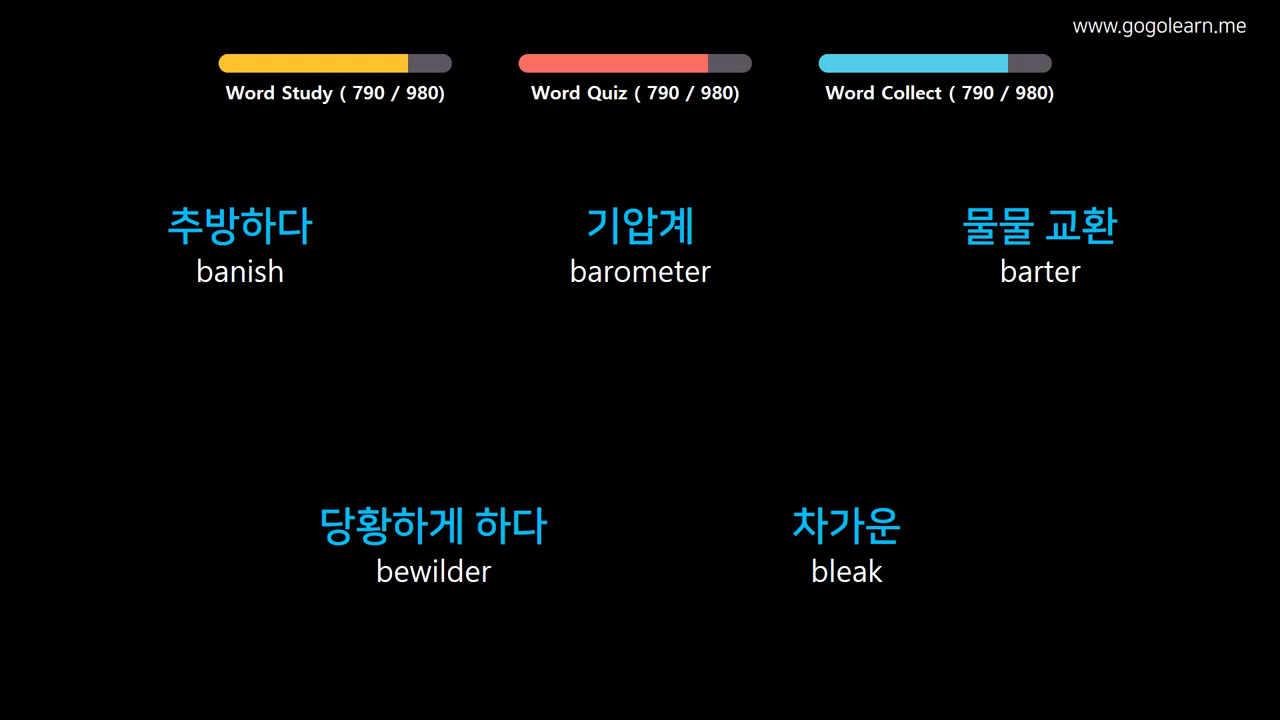 www.gogolearn.me
Word Study ( 790 / 980)
Word Quiz ( 790 / 980)
Word Collect ( 790 / 980)
추방하다
banish
기압계
barometer
물물 교환
barter
당황하게 하다
bewilder
차가운
bleak